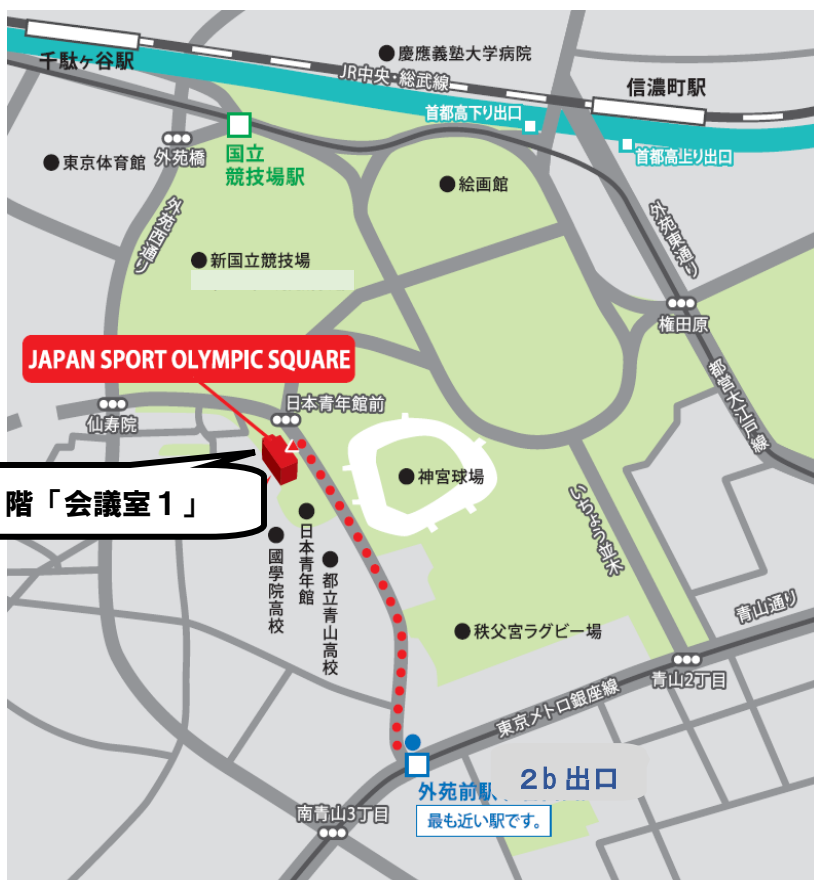 千駄ヶ谷駅
慶應義塾大学病院
JR中央・総武線
信濃町駅
首都高下り出口
首都高上り出口
外苑橋
国立
競技場駅
東京体育館
絵画館
外苑西通り
外苑東通り
新国立競技場
権田原
JAPAN SPORT OLYMPIC SQUARE
都営大江戸線
日本青年館前
仙寿院
神宮球場
階「会議室1」
いちょう並木
日本青年館
國學院高校
都立青山高校
青山通り
秩父宮ラグビー場
青山2丁目
東京メトロ銀座線
2b出口
外苑前駅、
南青山3丁目
最も近い駅です。